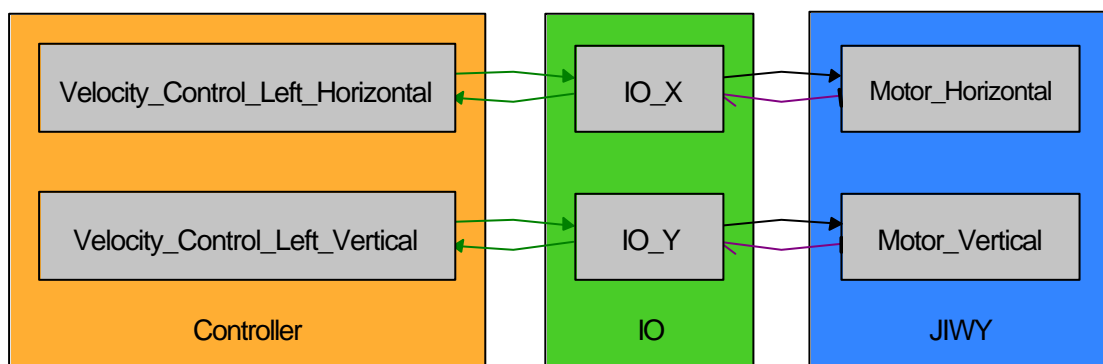 Velocity_Control_Left_Horizontal
IO_X
Motor_Horizontal
Velocity_Control_Left_Vertical
IO_Y
Motor_Vertical
Controller
IO
JIWY